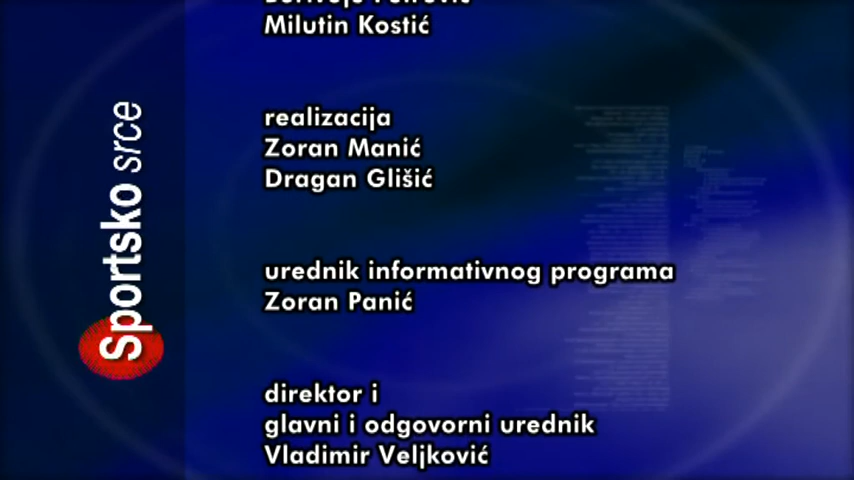 Milutin Kostić
realizacija
Zoran Manić
Dragan Glišić
urednik informativnog programa
Zoran Panić
direktor i
glavni i odgovorni urednik
Vladimir Veljković
Sportsko srce